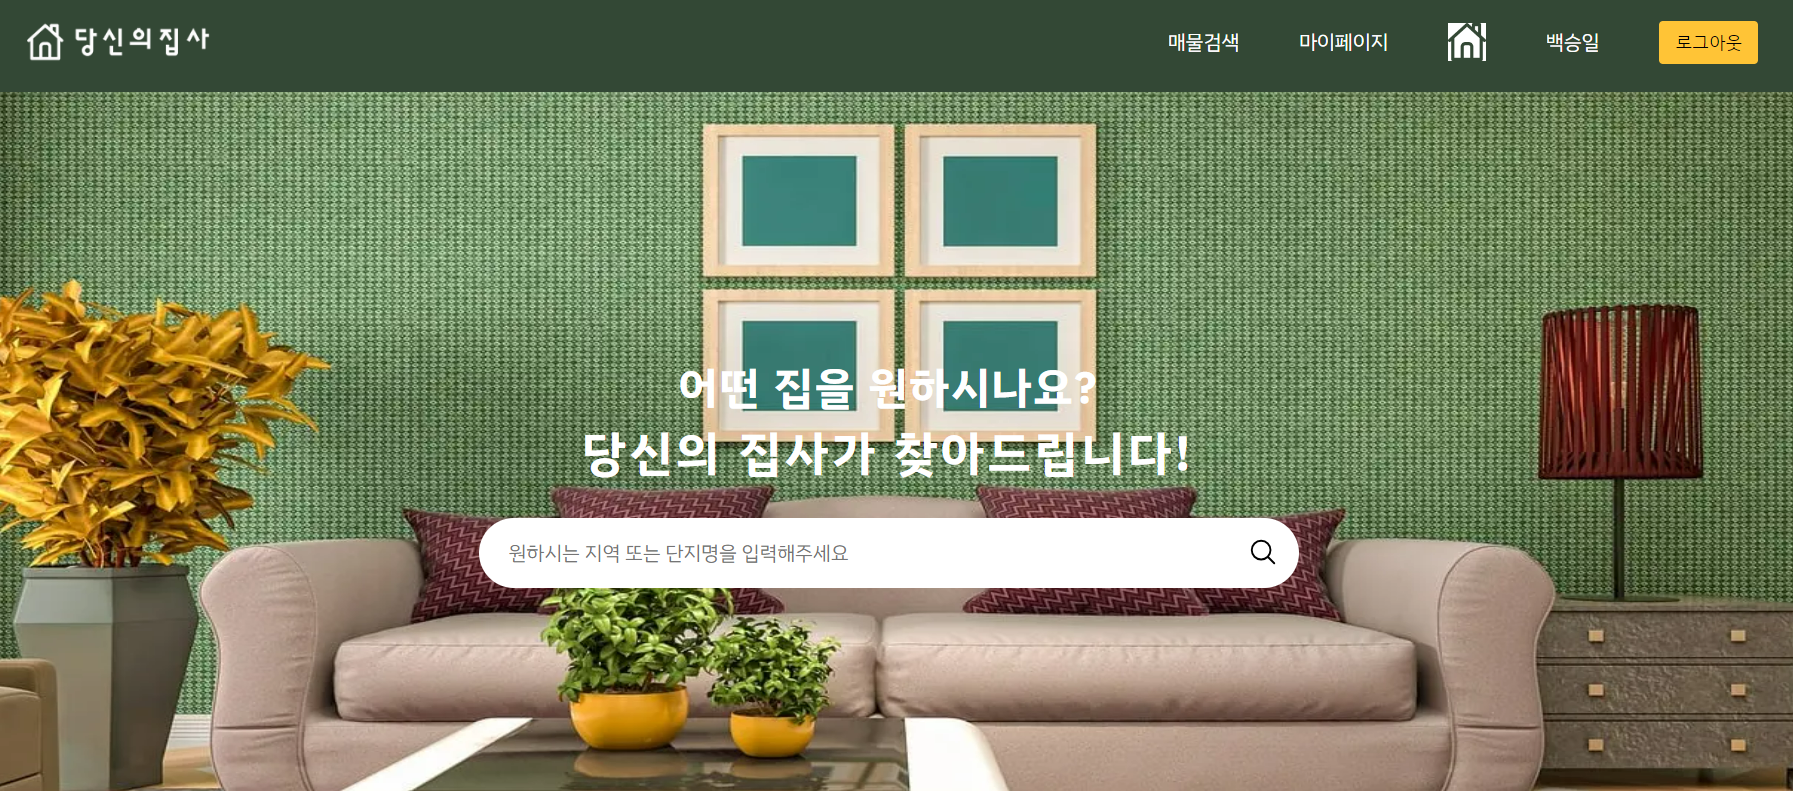 당신의집사
매물검색
마이페이지
백승일
로그아웃
어떤 집을 원하시나요?
당신의 집사가 찾아드립니다!
원하시는 지역 또는 단지명을 입력해주세요